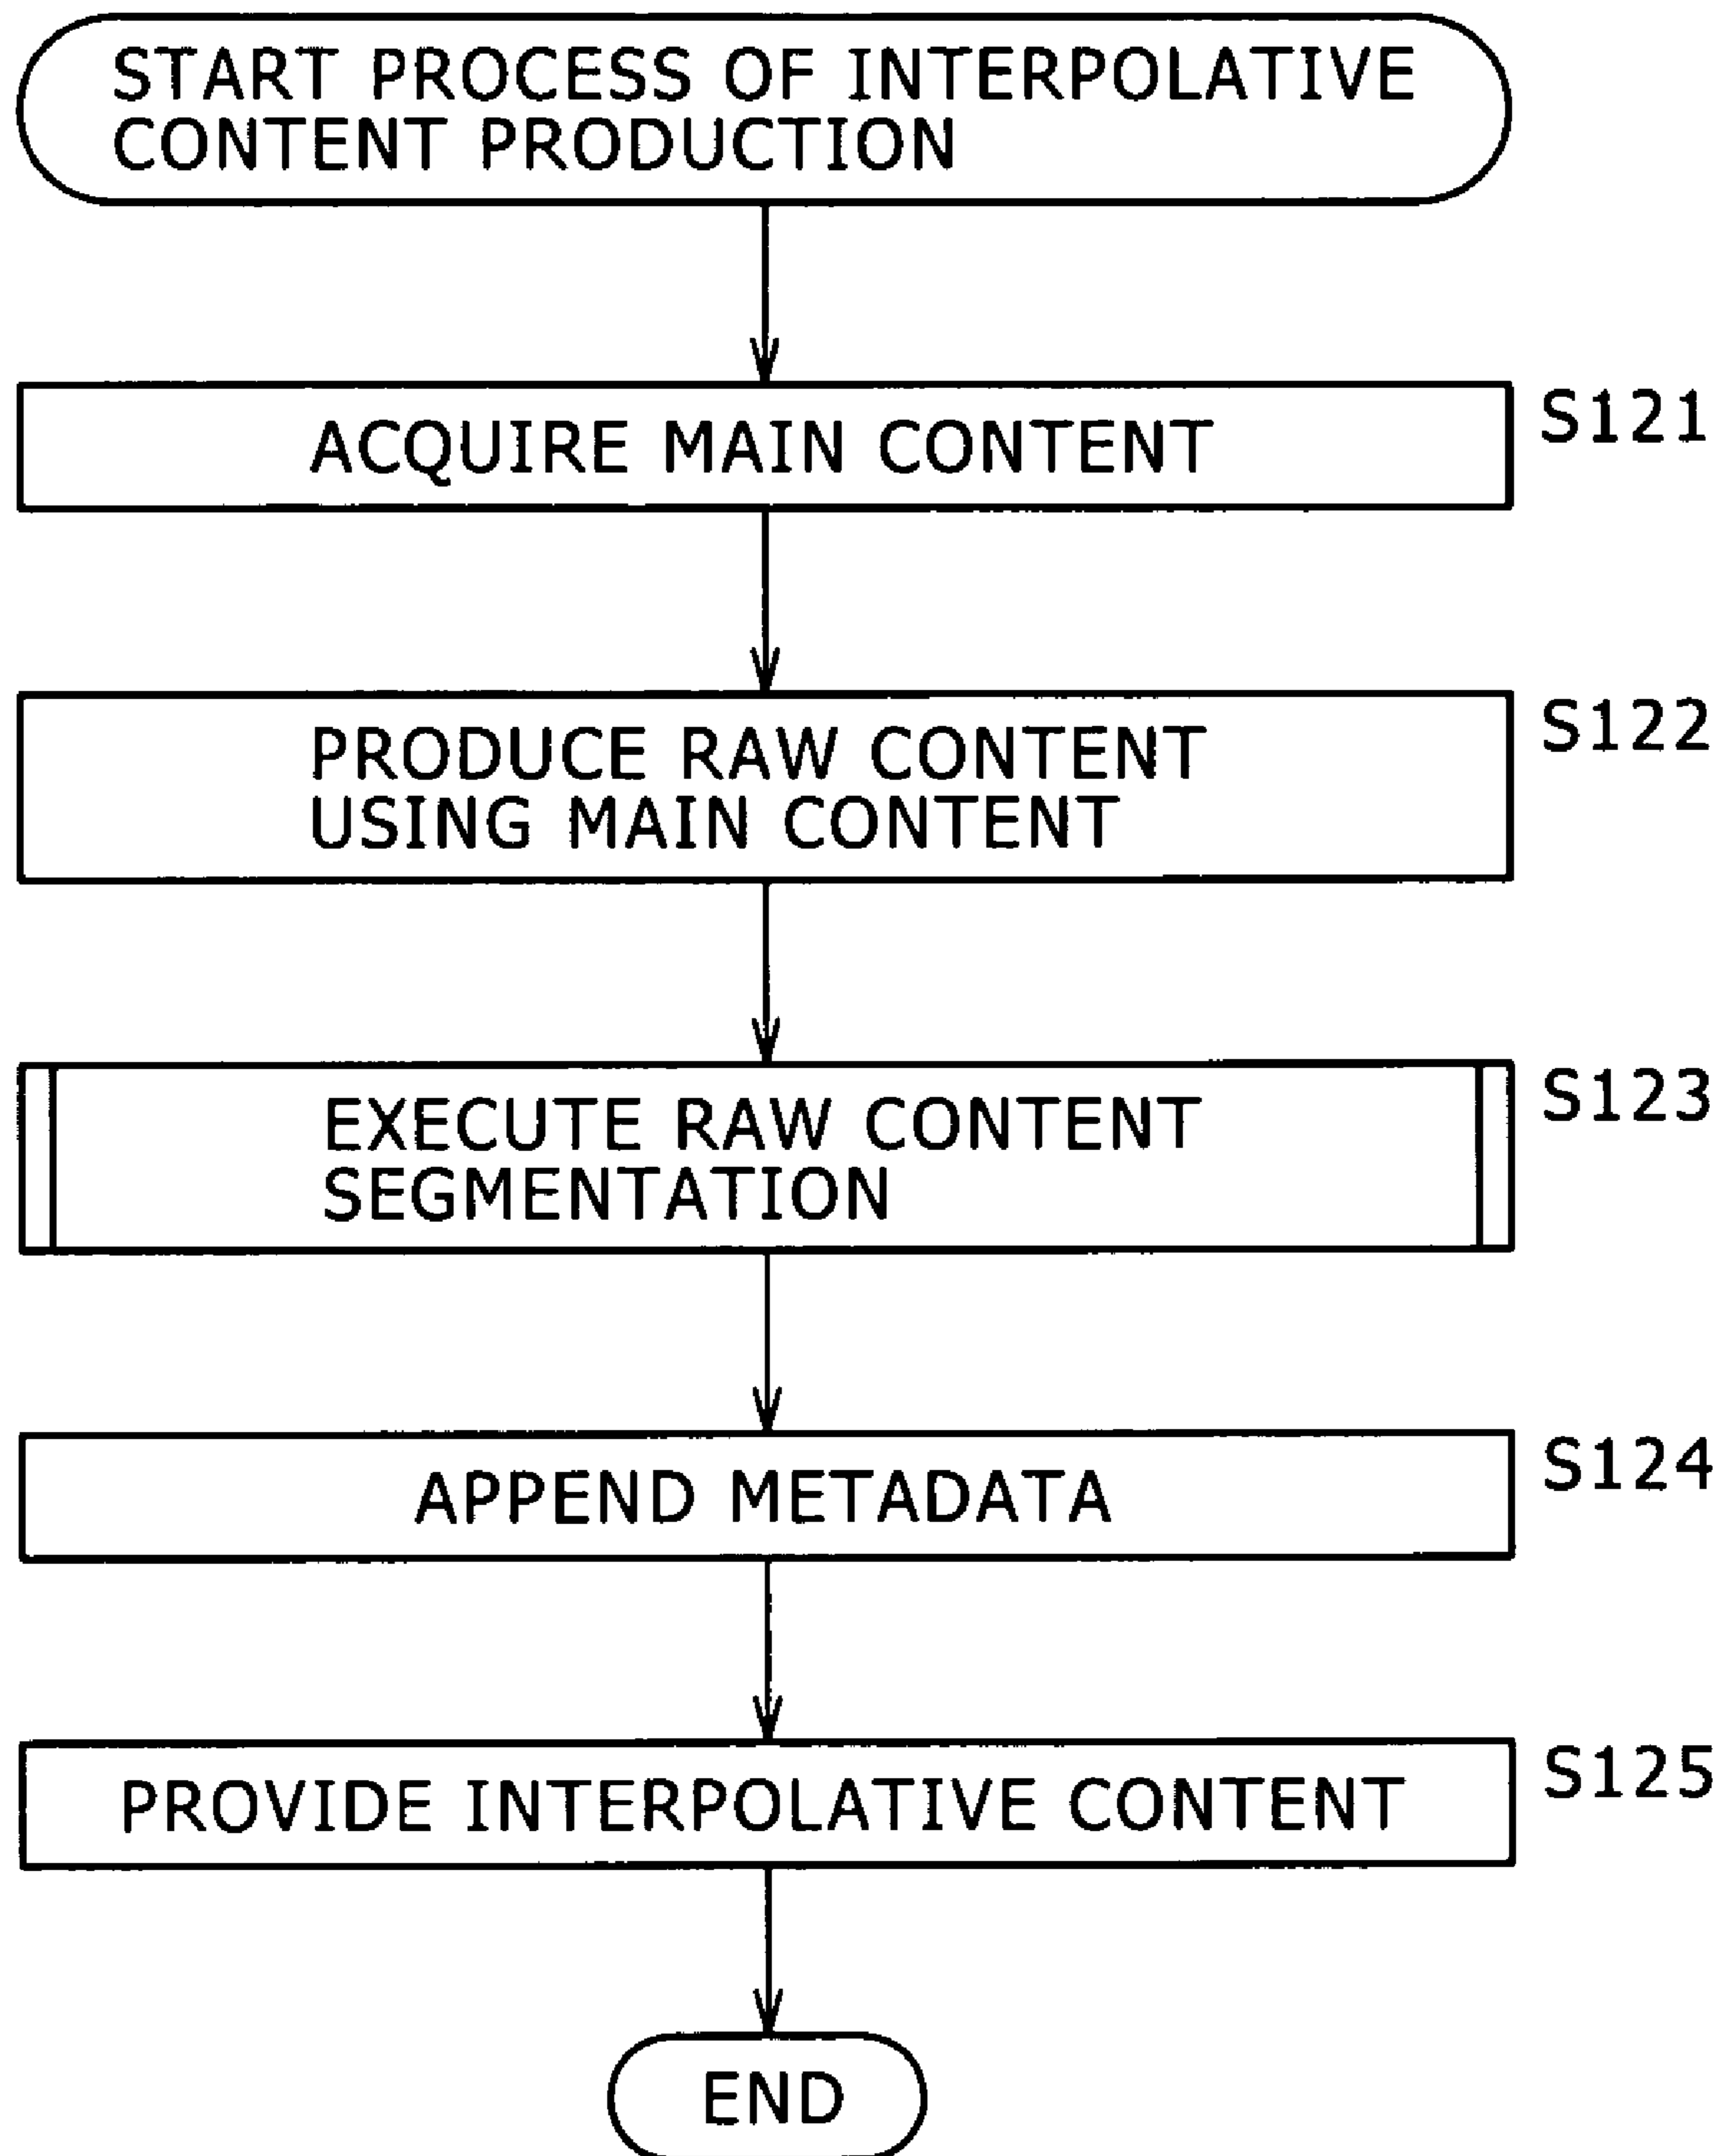 START PROCESS OF INTERPOLATIVE
CONTENT PRODUCTION
ACQUIRE MAIN CONTENT
S121
PRODUCE RAW CONTENT
USING MAIN CONTENT
S122
EXECUTE RAW CONTENT
SEGMENTATION
S123
APPEND METADATA
S124
PROVIDE INTERPOLATIVE CONTENT
S125
END